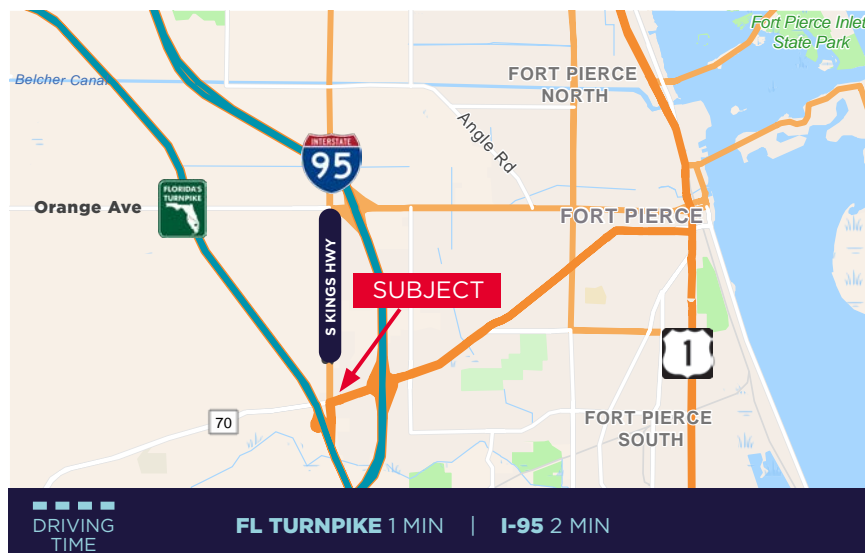 Fort Pierce Inlet
State Park
FORT PIERCE
NORTH
Belcher Canal
Angle Rd
INTERSTATE
95
FLORIDA'S
TURNPIKE
Orange Ave
FORT PIERCE
S KINGS HWY
SUBJECT
1
70
FORT PIERCE
SOUTH
DRIVING
TIME
FL TURNPIKE 1 MIN | I-95 2 MIN